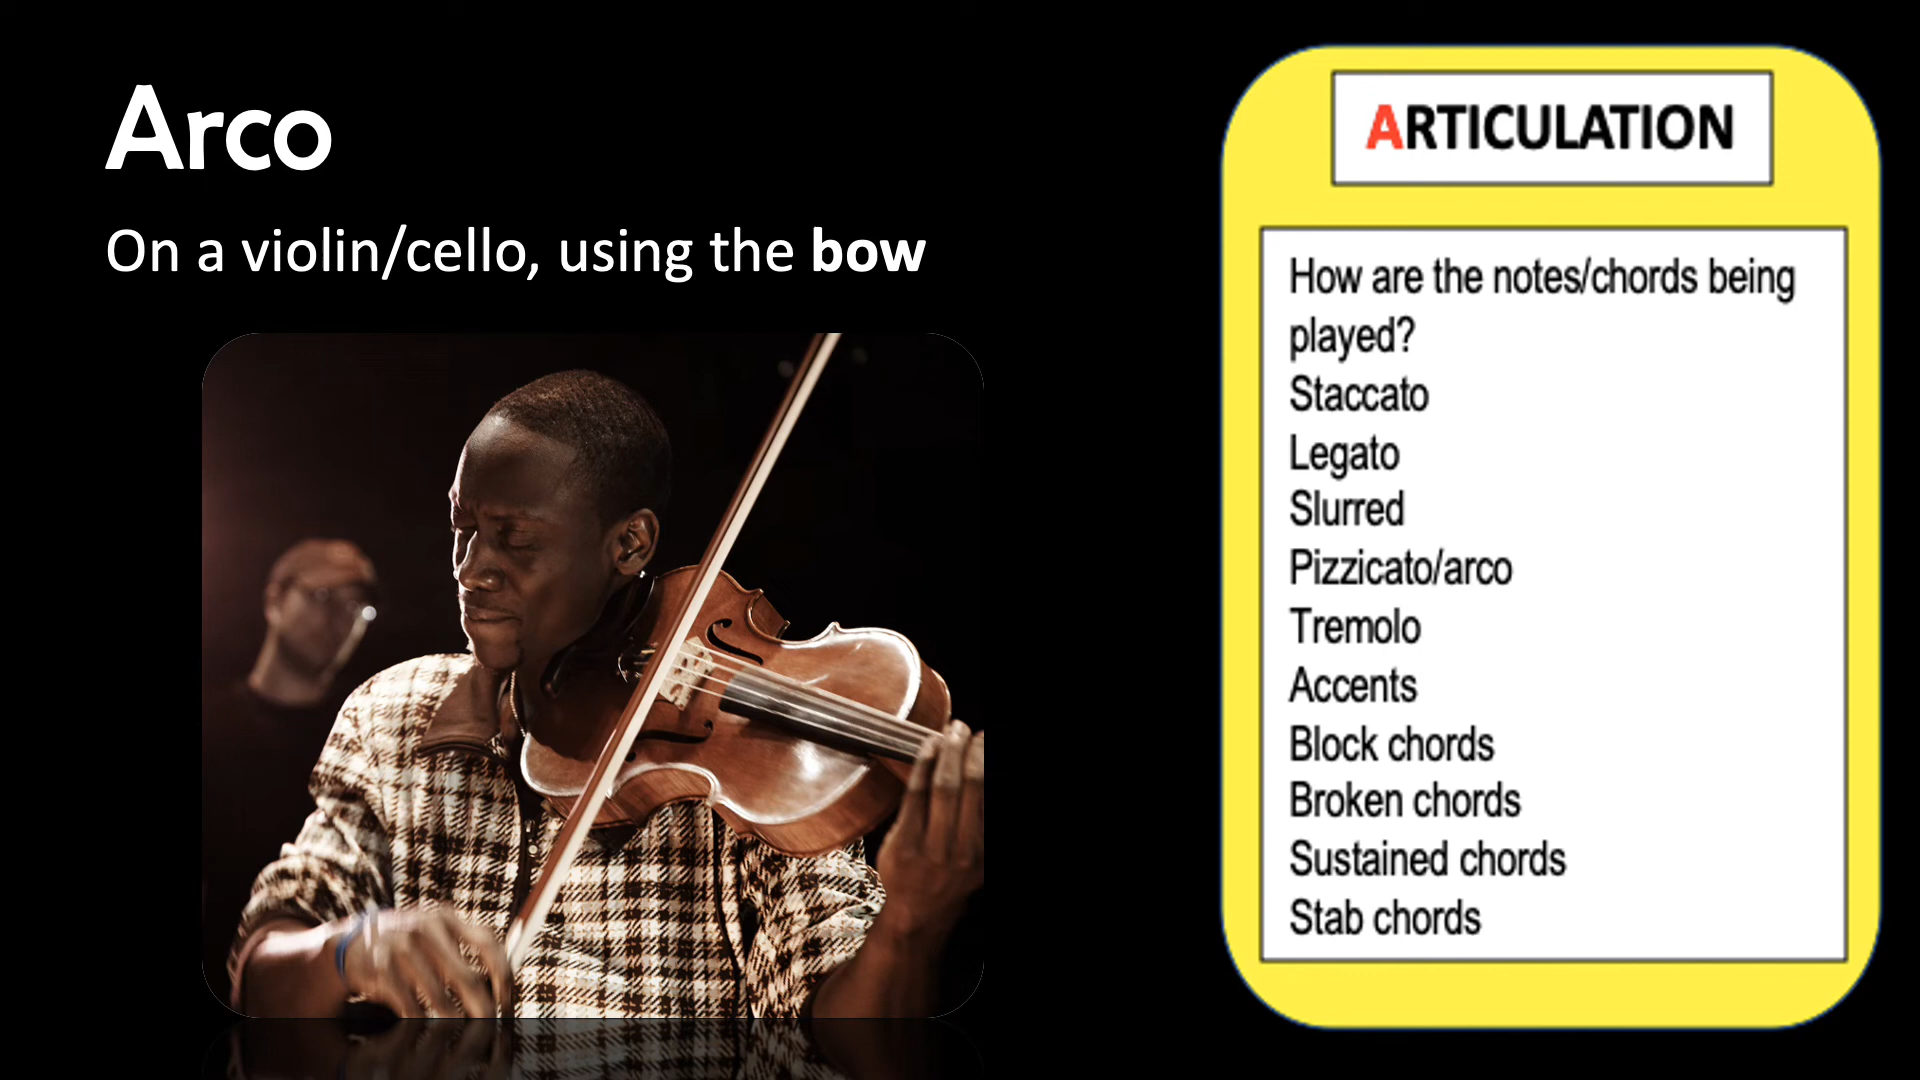 Arco
On a violin/cello, using the bow
ARTICULATION
How are the notes/chords being
played?
Staccato
Legato
Slurred
Pizzicato/arco
Tremolo
Accents
Block chords
Broken chords
Sustained chords
Stab chords